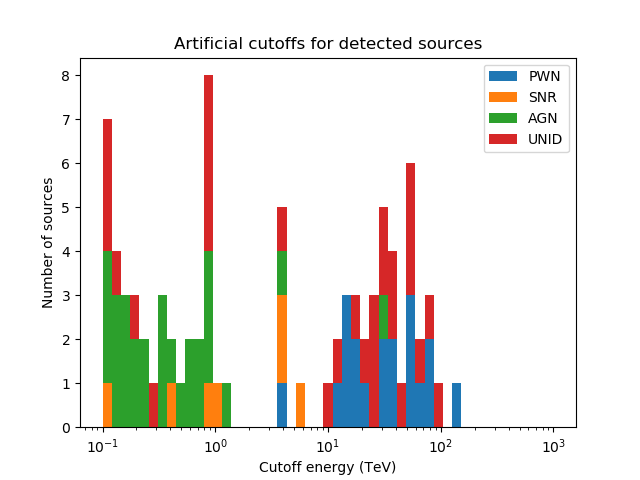 Artificial cutoffs for detected sources
PWN
SNR
AGN
UNID
Number of sources
8
7
6
5
4
3
2
1
0
10⁻¹ 10⁰ 10¹ 10² 10³
Cutoff energy (TeV)